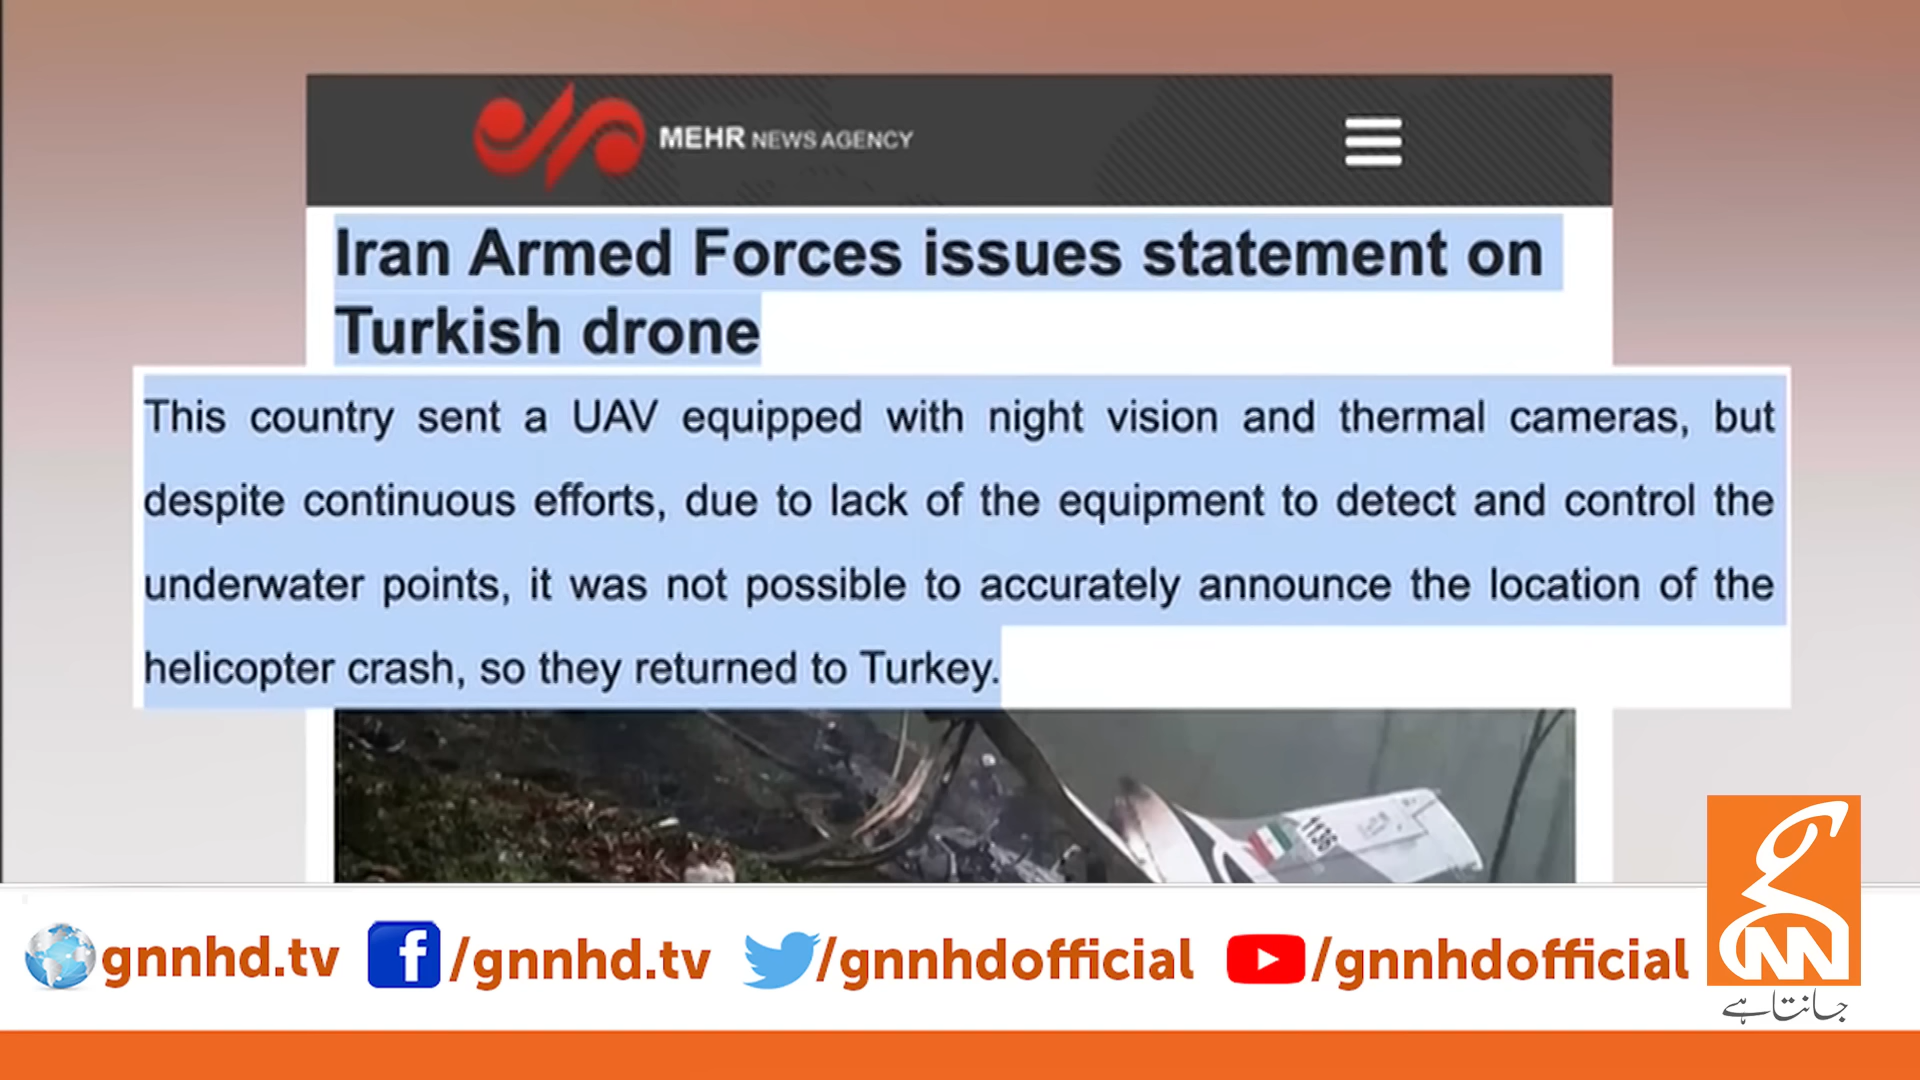 MEHR NEWS AGENCY
Iran Armed Forces issues statement on
Turkish drone
This country sent a UAV equipped with night vision and thermal cameras, but
despite continuous efforts, due to lack of the equipment to detect and control the
underwater points, it was not possible to accurately announce the location of the
helicopter crash, so they returned to Turkey.
1136
gnnhd.tv /gnnhd.tv /gnnhdofficial /gnnhdofficial
GNN
جانتا ہے